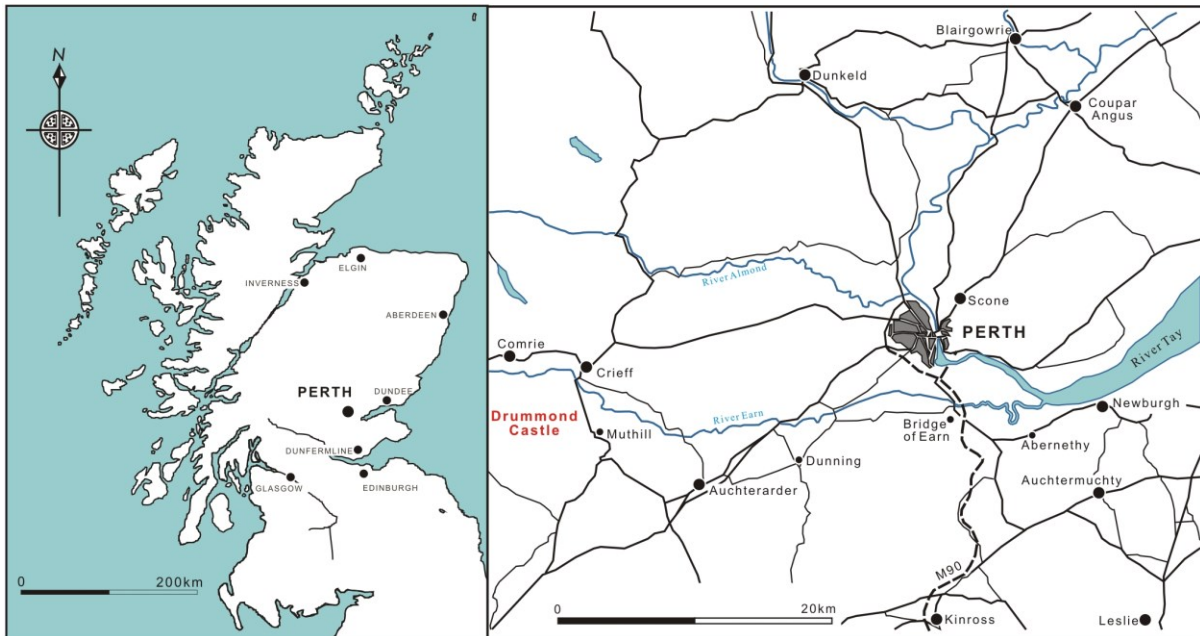 N
ELGIN
INVERNESS
ABERDEEN
PERTH
DUNDEE
DUNFERMLINE
GLASGOW
EDINBURGH
0 200km
Blairgowrie
Dunkeld
Coupar
Angus
River Almond
Scone
PERTH
River Tay
Comrie
Crieff
Drummond
Castle
Muthill
River Earn
Bridge
of Earn
Newburgh
Abernethy
Dunning
Auchterarder
Auchtermuchty
M90
Kinross
Leslie
0 20km